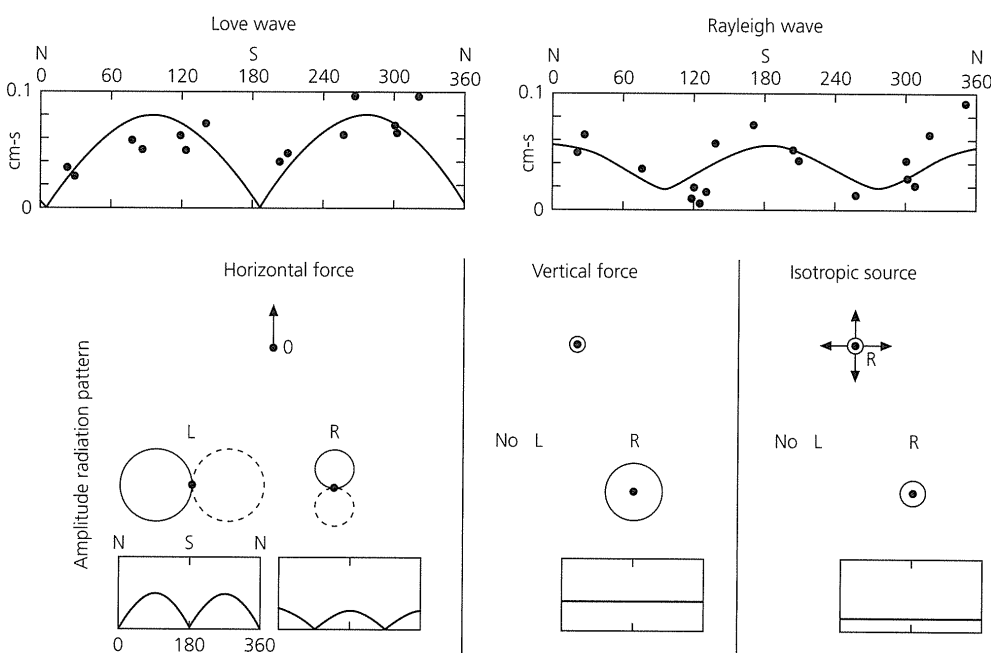 Love wave
N S N
0 60 120 180 240 300 360
0.1
cm-s
0
Rayleigh wave
N S N
0 60 120 180 240 300 360
0.1
cm-s
0
Amplitude radiation pattern
Horizontal force
0
L R
N S N
0 180 360
Vertical force
No L R
Isotropic source
R
No L R